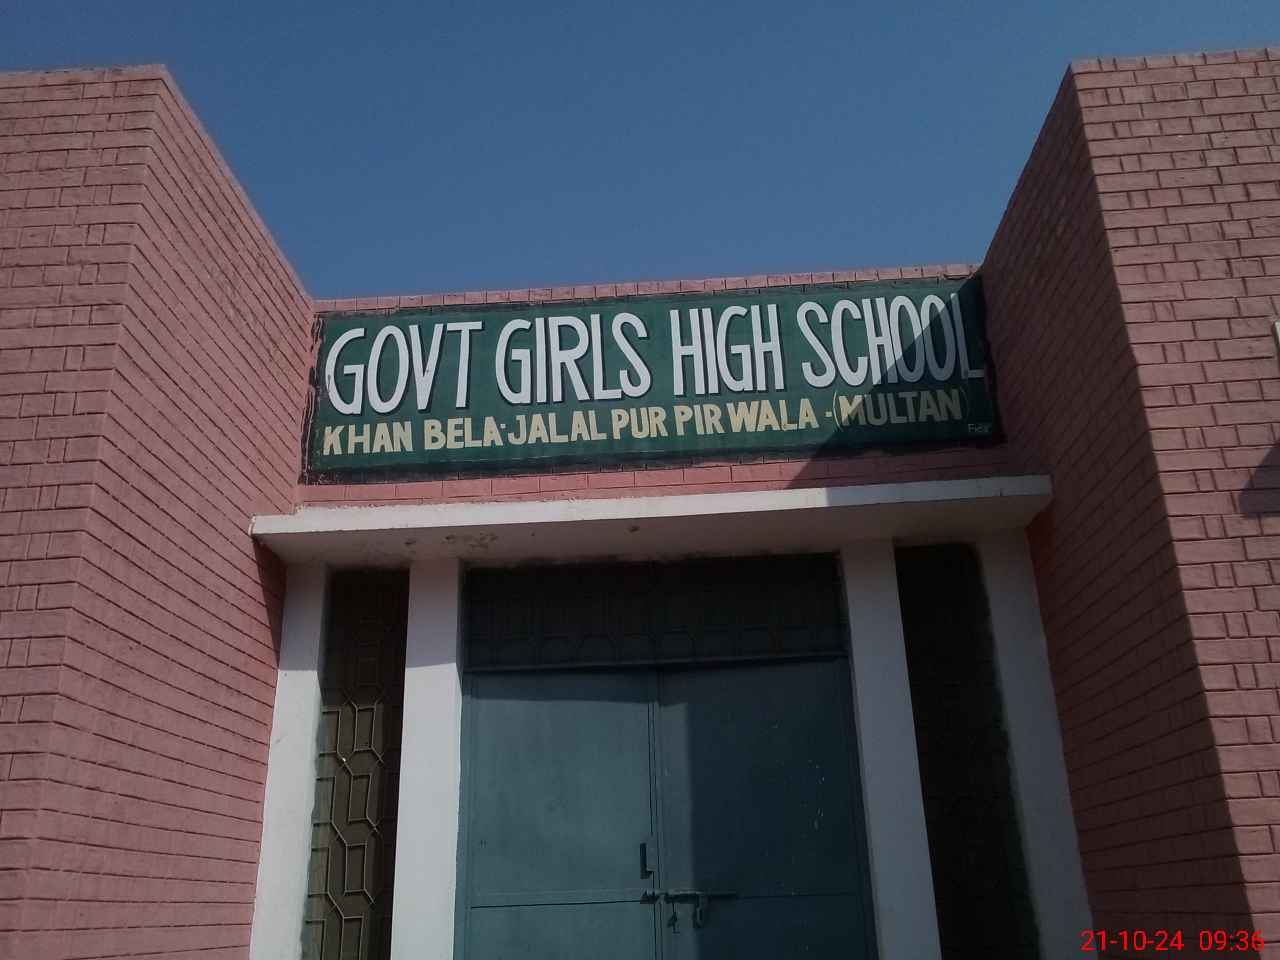 GOVT GIRLS HIGH SCHOOL
KHAN BELA-JALAL PUR PIR WALA-(MULTAN)
21-10-24 09:36